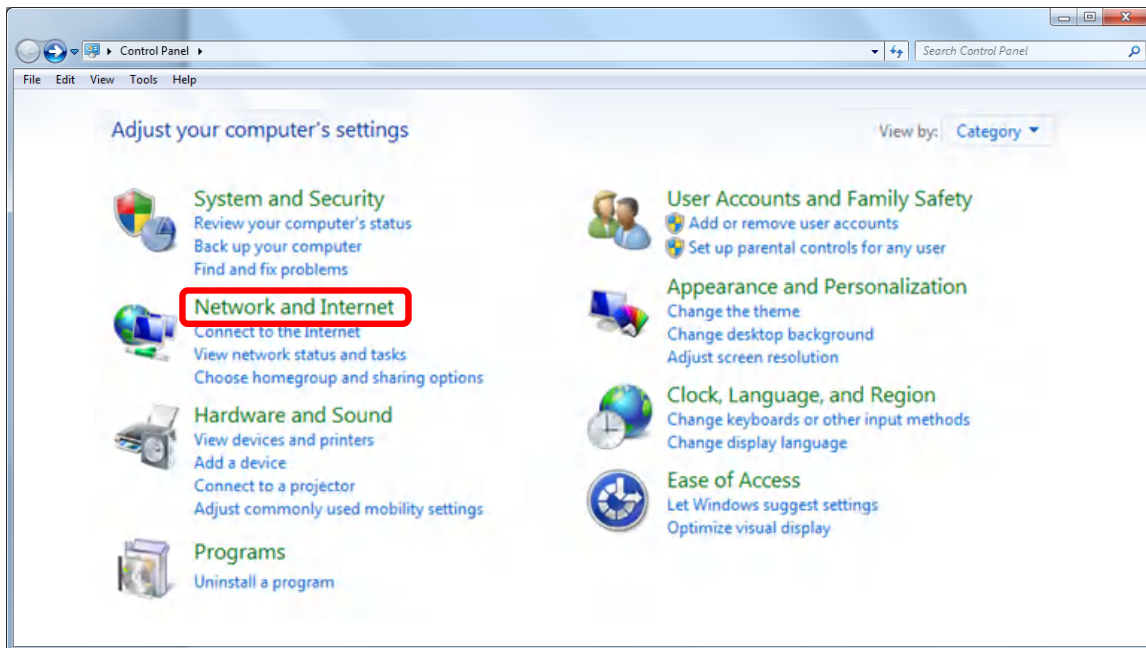 Control Panel
Search Control Panel
File Edit View Tools Help
Adjust your computer's settings
View by: Category
System and Security
Review your computer's status
Back up your computer
Find and fix problems
Network and Internet
Connect to the Internet
View network status and tasks
Choose homegroup and sharing options
Hardware and Sound
View devices and printers
Add a device
Connect to a projector
Adjust commonly used mobility settings
Programs
Uninstall a program
User Accounts and Family Safety
Add or remove user accounts
Set up parental controls for any user
Appearance and Personalization
Change the theme
Change desktop background
Adjust screen resolution
Clock, Language, and Region
Change keyboards or other input methods
Change display language
Ease of Access
Let Windows suggest settings
Optimize visual display